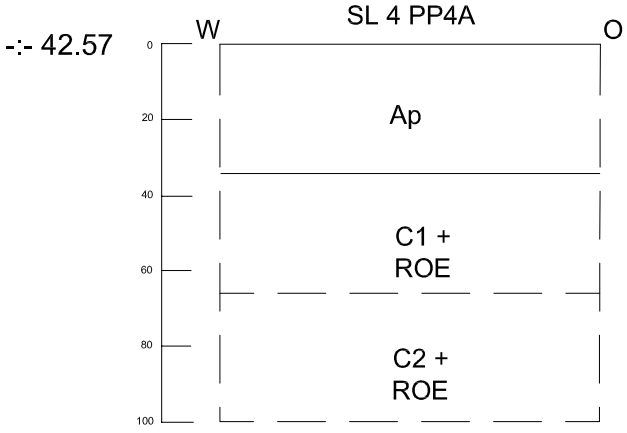 SL 4 PP4A
W
O
-:- 42.57
0
Ap
20
40
C1 +
ROE
60
80
C2 +
ROE
100